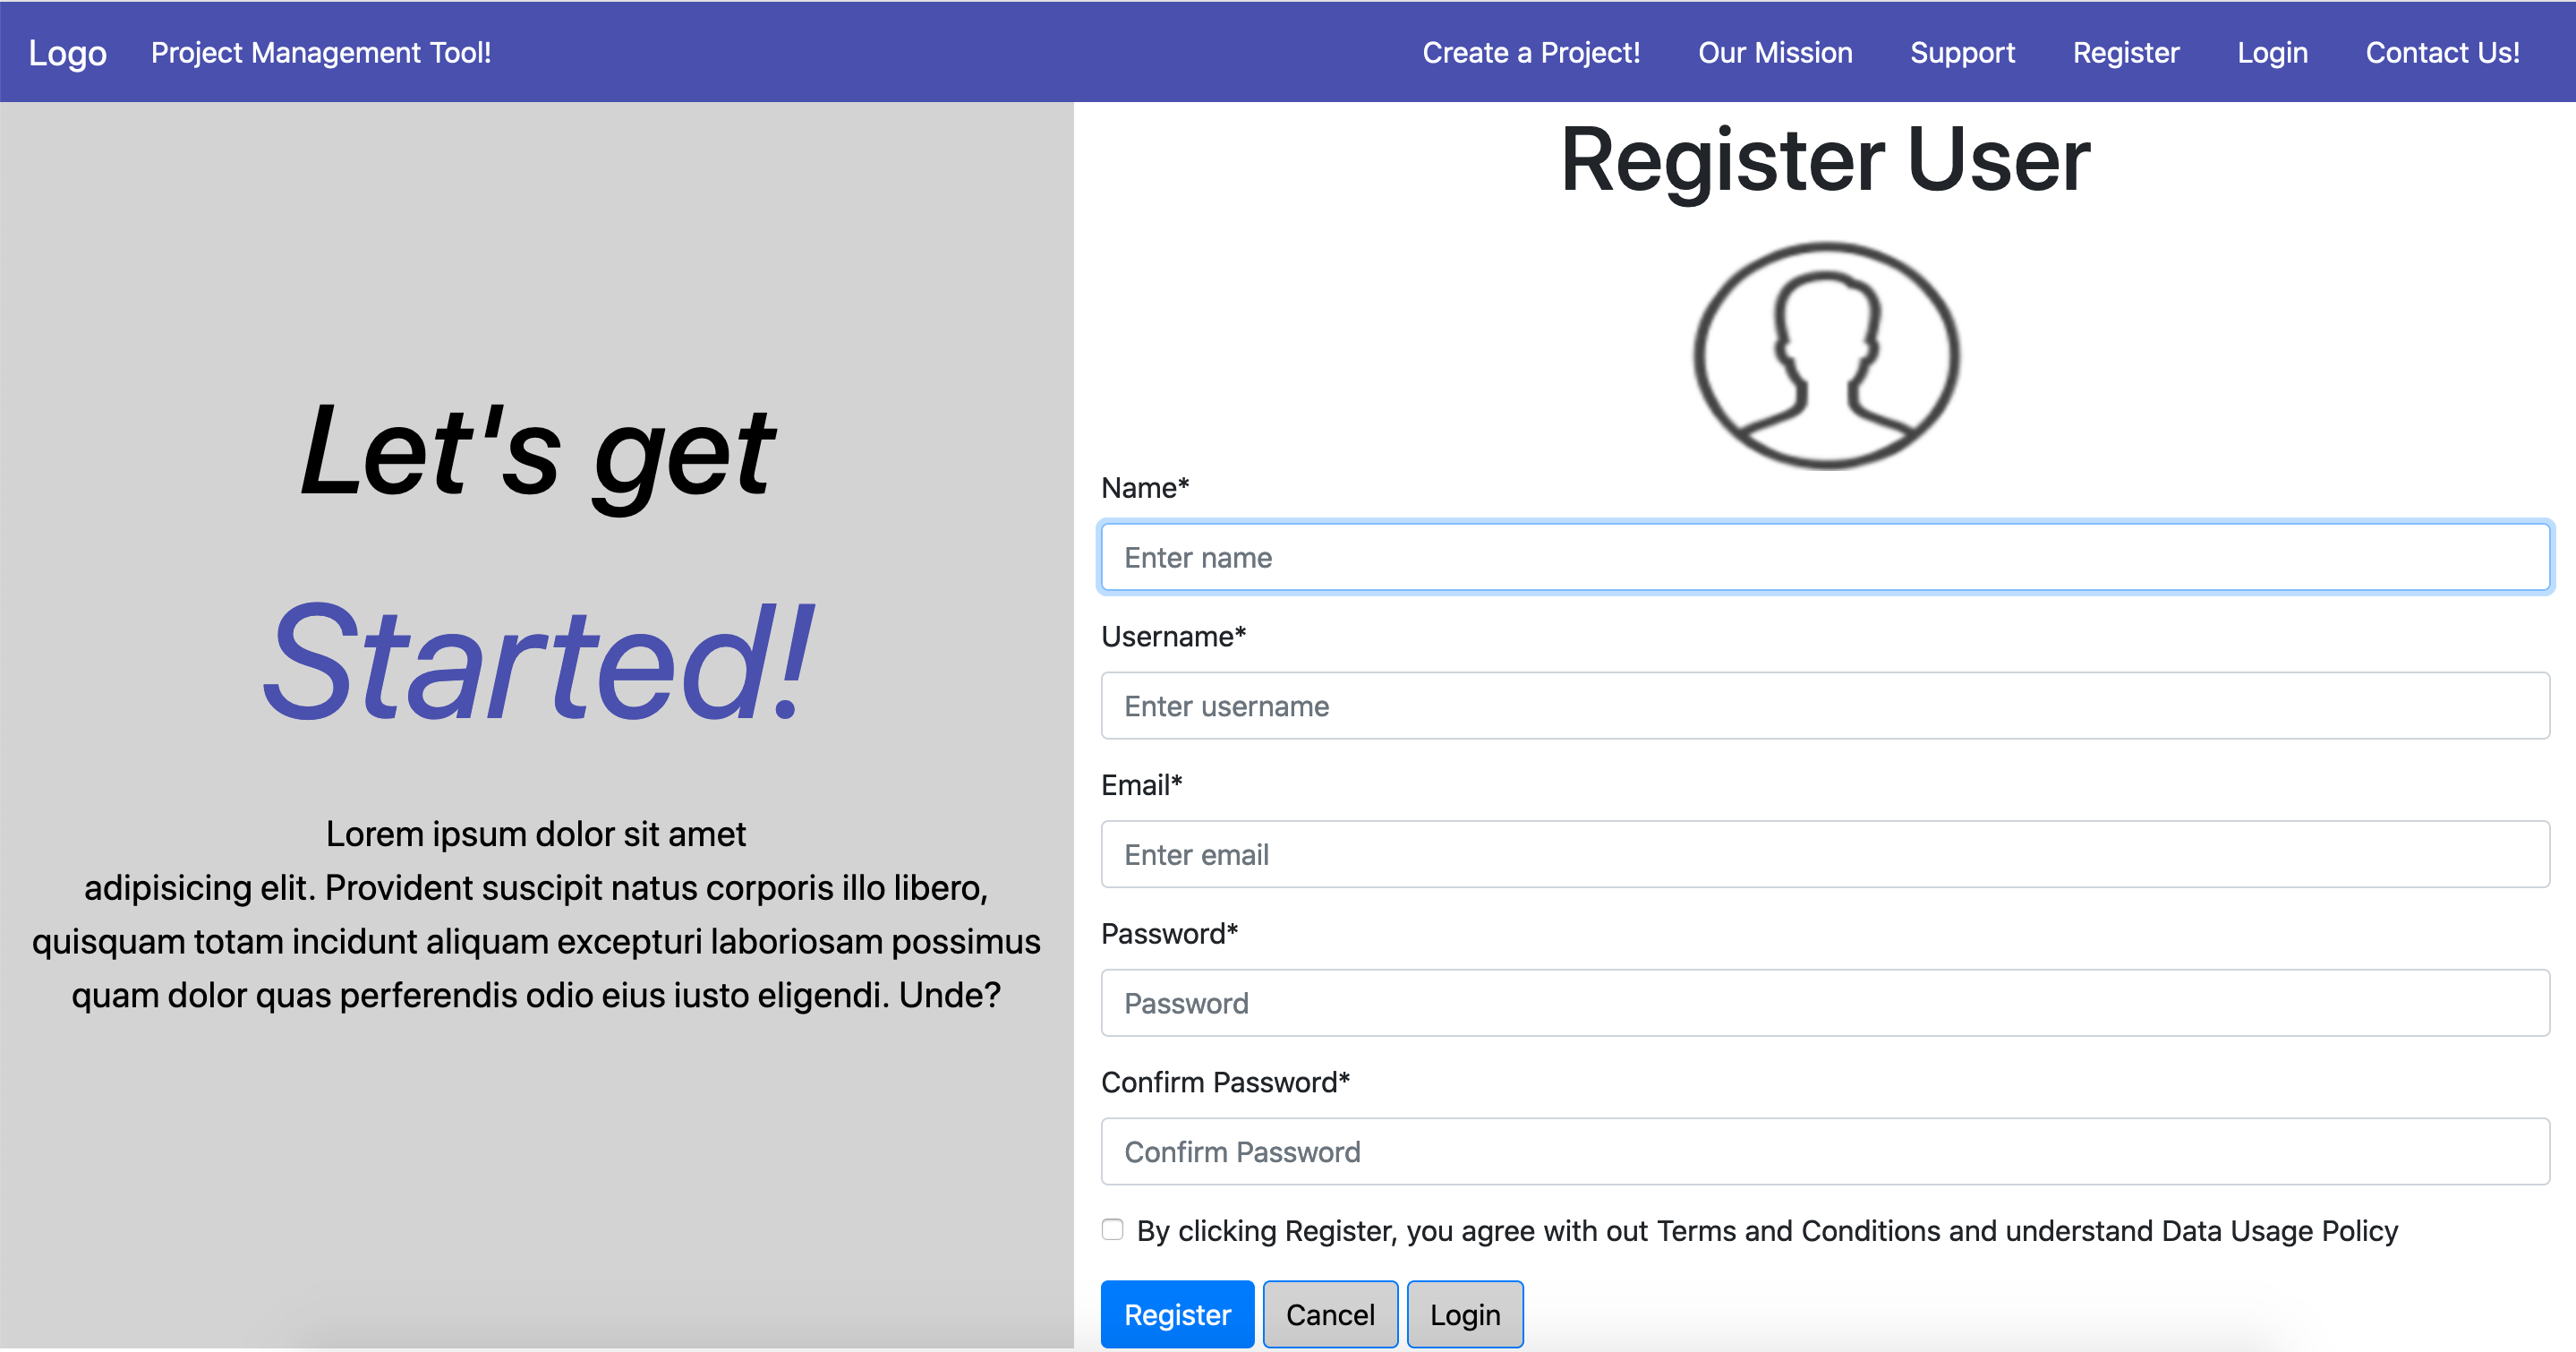 Logo Project Management Tool! Create a Project! Our Mission Support Register Login Contact Us!
Let's get
Started!
Lorem ipsum dolor sit amet
adipisicing elit. Provident suscipit natus corporis illo libero,
quisquam totam incidunt aliquam excepturi laboriosam possimus
quam dolor quas perferendis odio eius iusto eligendi. Unde?
Register User
Name*
Enter name
Username*
Enter username
Email*
Enter email
Password*
Password
Confirm Password*
Confirm Password
By clicking Register, you agree with out Terms and Conditions and understand Data Usage Policy
Register Cancel Login